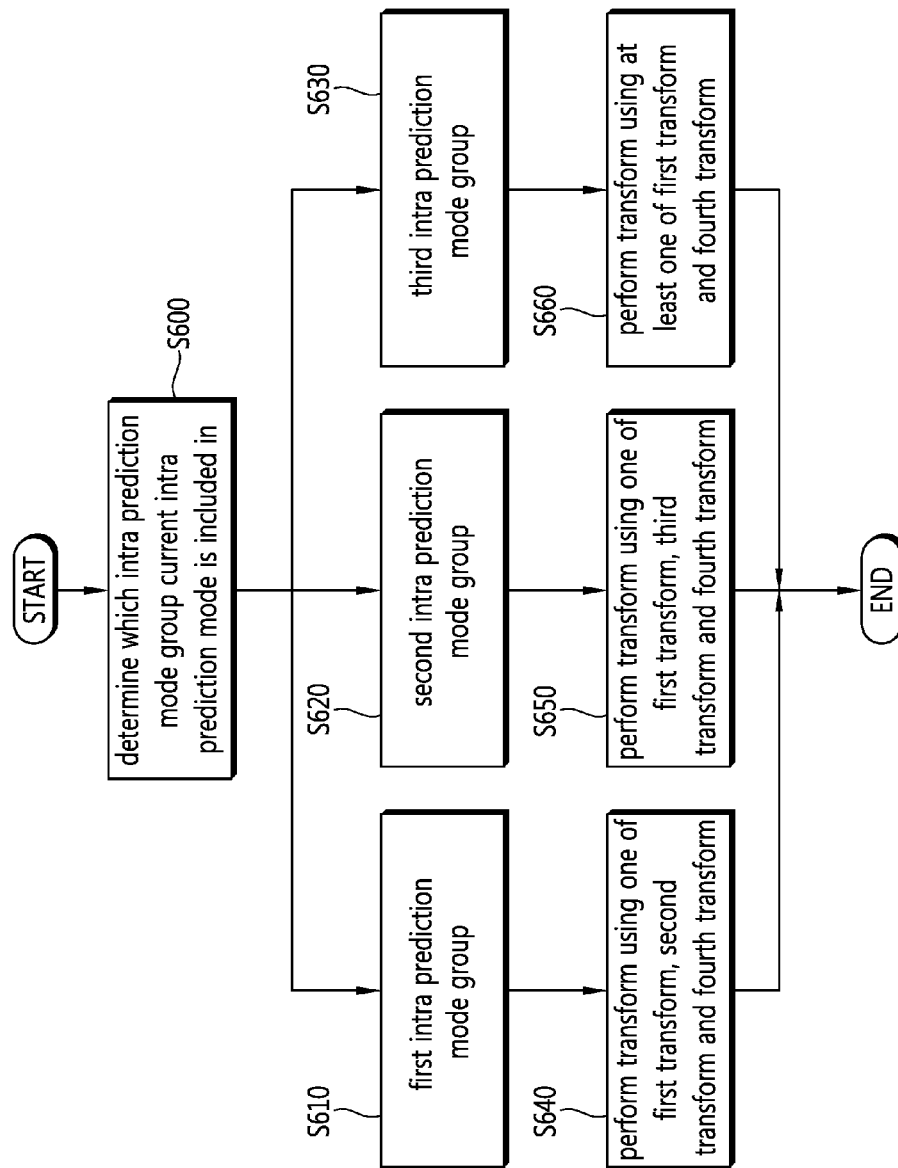 START
S600
determine which intra prediction
mode group current intra
prediction mode is included in
S610
first intra prediction
mode group
S620
second intra prediction
mode group
S630
third intra prediction
mode group
S640
perform transform using one of
first transform, second
transform and fourth transform
S650
perform transform using one of
first transform, third
transform and fourth transform
S660
perform transform using at
least one of first transform
and fourth transform
END